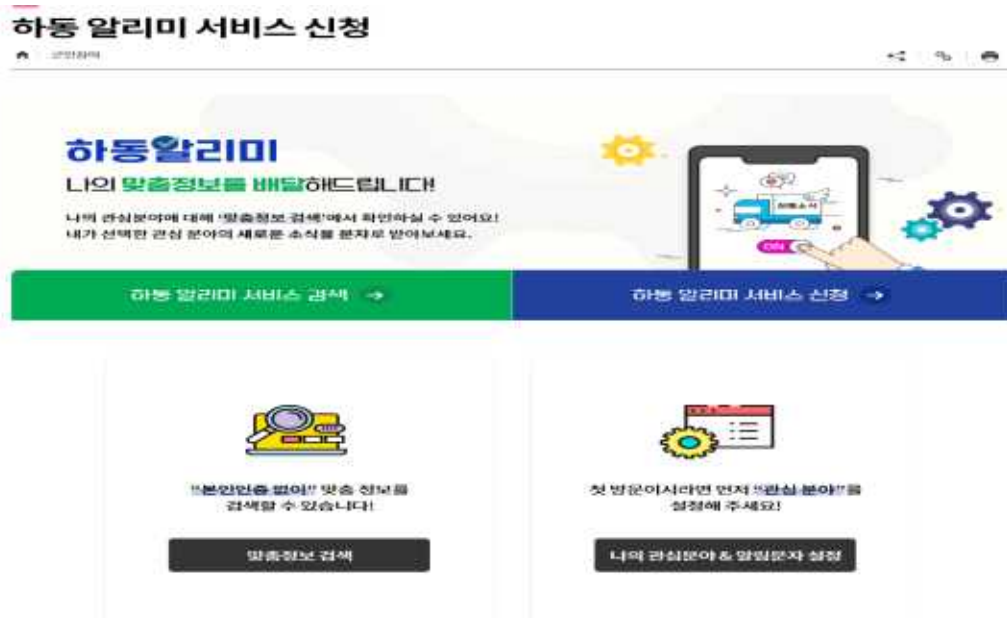 하동 알리미 서비스 신청
군민참여
하동알리미
나의 맞춤정보를 배달해드립니다!
나의 관심분야에 대해 '맞춤정보 검색'에서 확인하실 수 있어요!
내가 선택한 관심 분야의 새로운 소식을 문자로 받아보세요.
하동소식
ON
하동 알리미 서비스 검색
하동 알리미 서비스 신청
"본인인증 없이" 맞춤 정보를
검색할 수 있습니다!
맞춤정보 검색
첫 방문이시라면 먼저 "관심 분야"를
설정해 주세요!
나의 관심분야 & 알림문자 설정